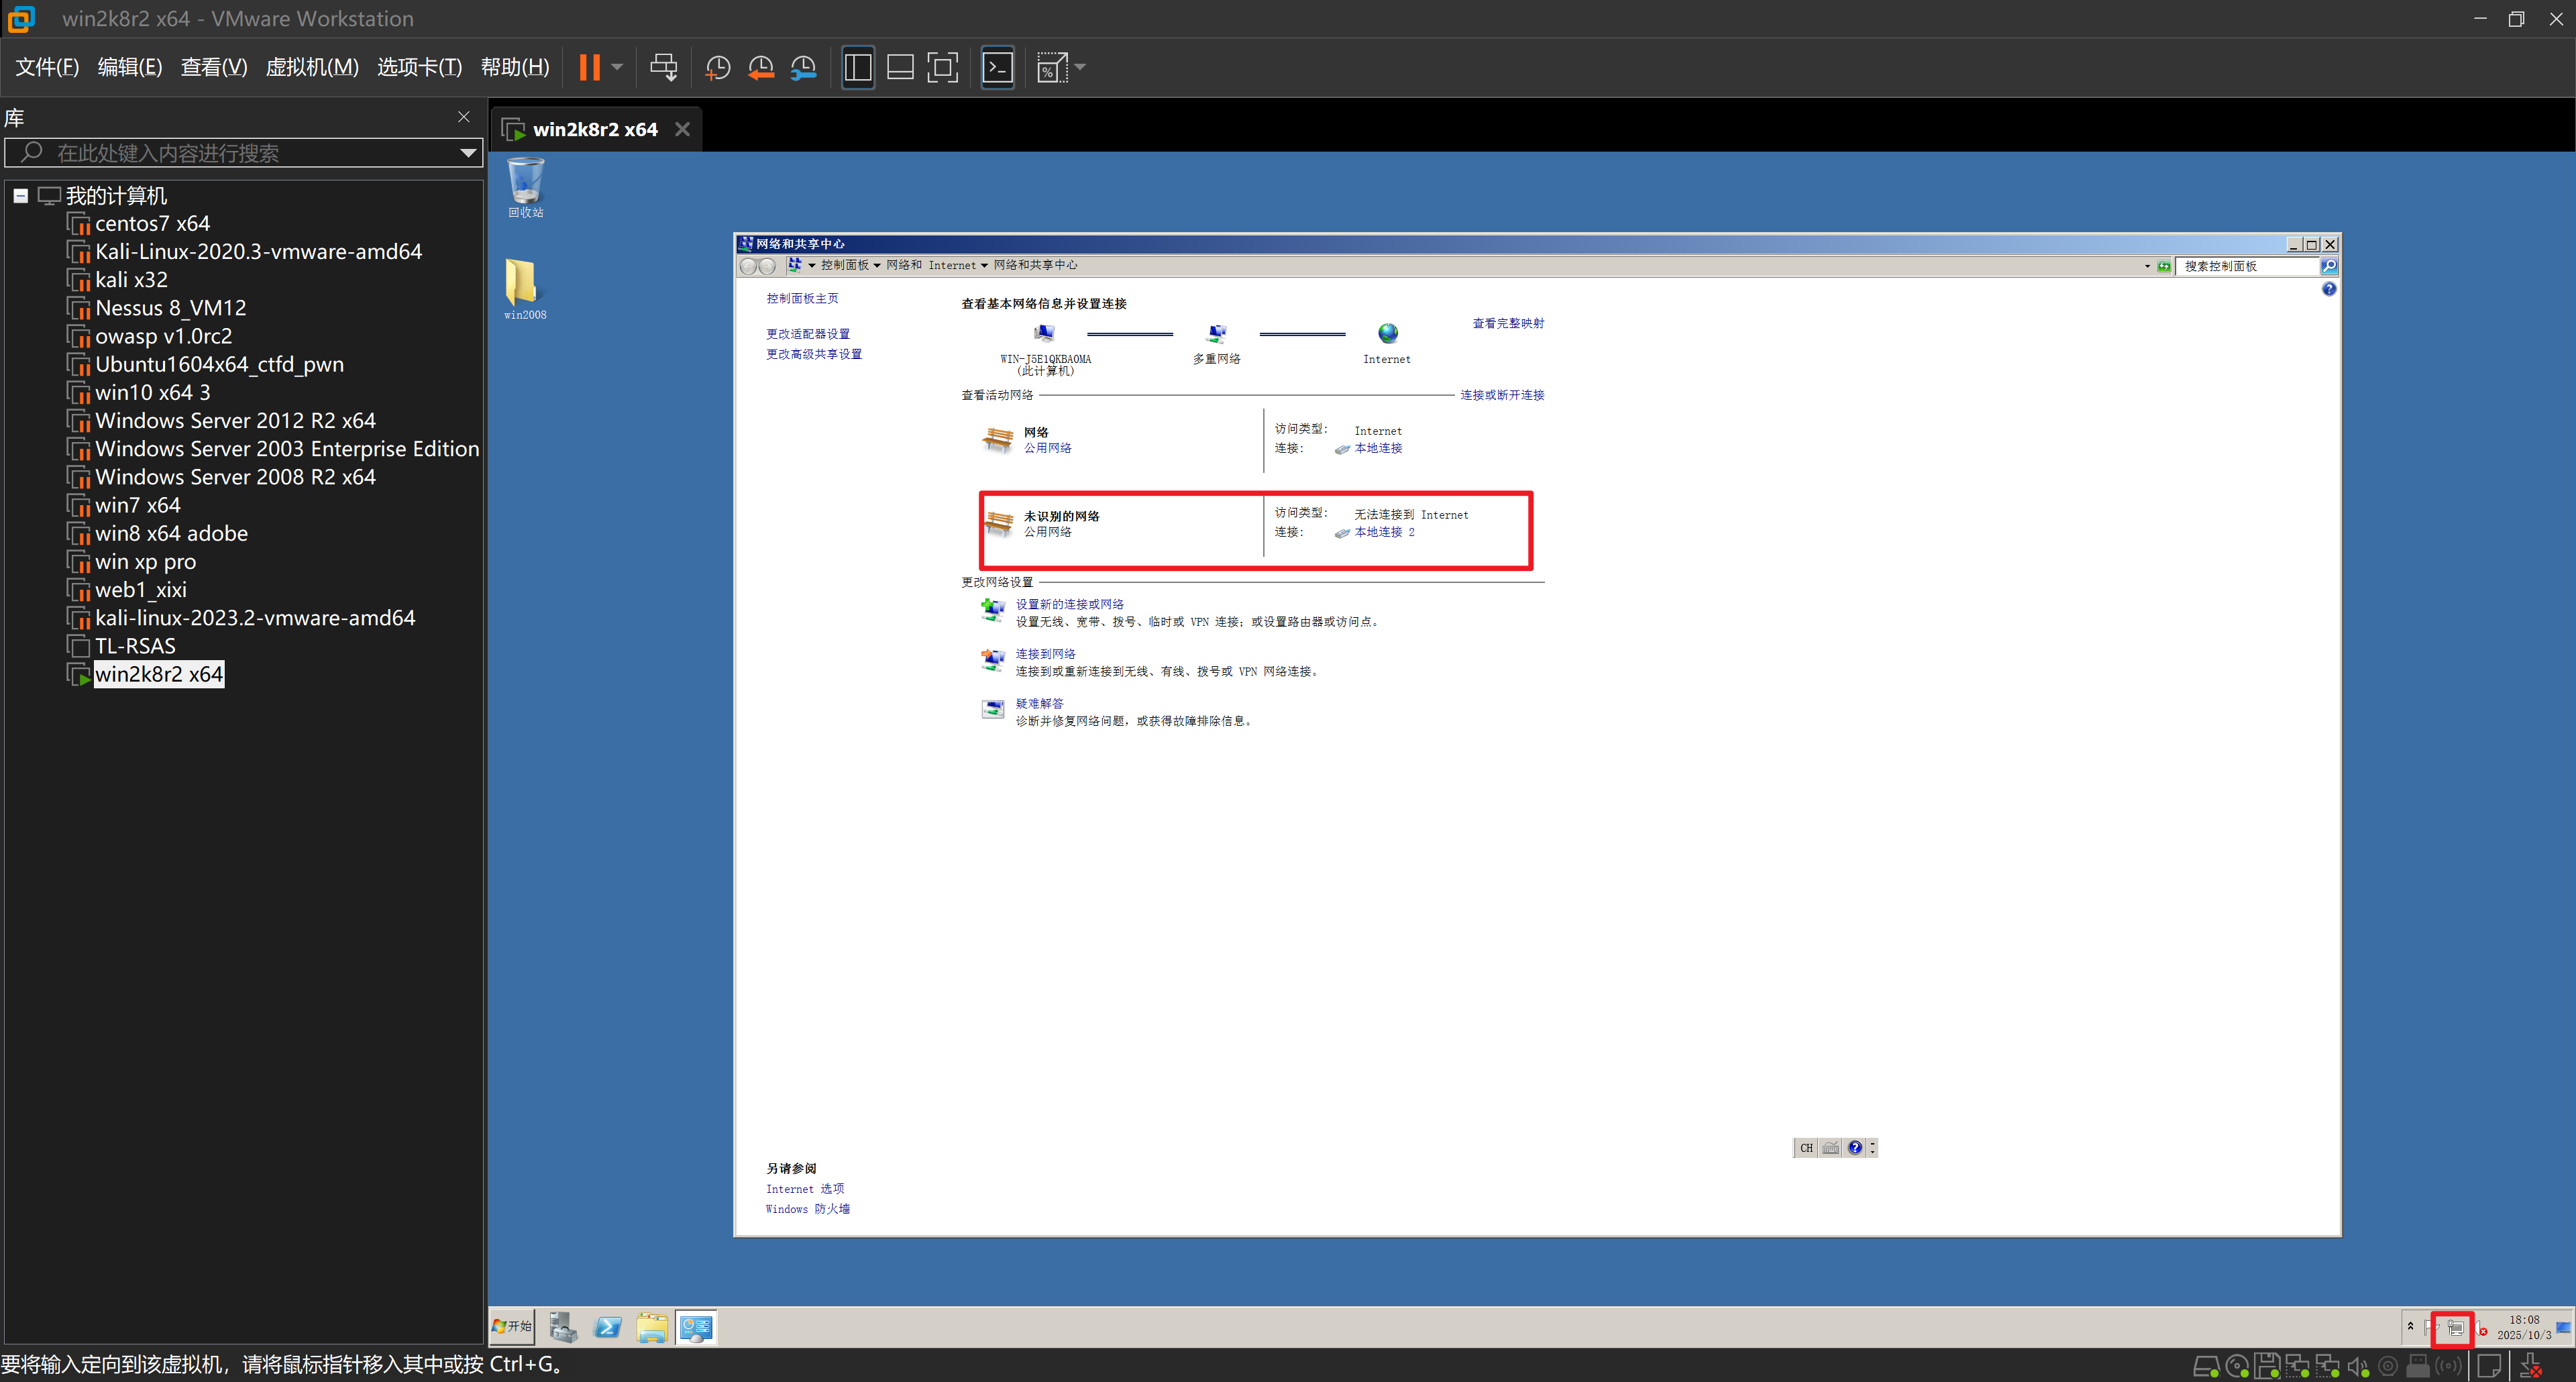 win2k8r2 x64 - VMware Workstation
文件(F) 编辑(E) 查看(V) 虚拟机(M) 选项卡(T) 帮助(H)
库
在此处键入内容进行搜索
我的计算机
centos7 x64
Kali-Linux-2020.3-vmware-amd64
kali x32
Nessus 8_VM12
owasp v1.0rc2
Ubuntu1604x64_ctfd_pwn
win10 x64 3
Windows Server 2012 R2 x64
Windows Server 2003 Enterprise Edition
Windows Server 2008 R2 x64
win7 x64
win8 x64 adobe
win xp pro
web1_xixi
kali-linux-2023.2-vmware-amd64
TL-RSAS
win2k8r2 x64
win2k8r2 x64
回收站
win2008
网络和共享中心
控制面板 网络和 Internet 网络和共享中心
搜索控制面板
控制面板主页
更改适配器设置
更改高级共享设置
查看基本网络信息并设置连接
查看完整映射
WIN-J5E1QKBAOMA
(此计算机)
多重网络
Internet
查看活动网络
连接或断开连接
网络
公用网络
访问类型: Internet
连接: 本地连接
未识别的网络
公用网络
访问类型: 无法连接到 Internet
连接: 本地连接 2
更改网络设置
设置新的连接或网络
设置无线、宽带、拨号、临时或 VPN 连接；或设置路由器或访问点。
连接到网络
连接到或重新连接到无线、有线、拨号或 VPN 网络连接。
疑难解答
诊断并修复网络问题，或获得故障排除信息。
CH
另请参阅
Internet 选项
Windows 防火墙
开始
18:08
2025/10/3
要将输入定向到该虚拟机，请将鼠标指针移入其中或按 Ctrl+G。